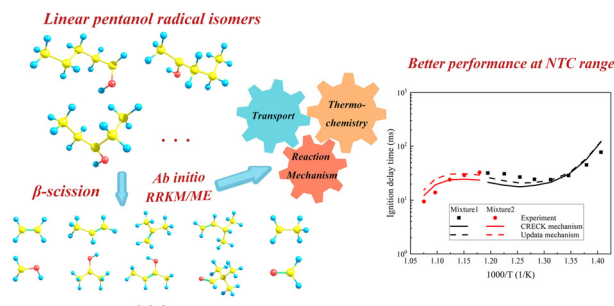 Linear pentanol radical isomers
Better performance at NTC range
Transport
Thermo-
chemistry
Reaction
Mechanism
. . .
β-scission
Ab initio
RRKM/ME
Ignition delay time (ms)
10³
10²
10¹
10⁰
Mixture1 Mixture2
Experiment
CRECK mechanism
Updata mechanism
1.05 1.10 1.15 1.20 1.25 1.30 1.35 1.40
1000/T (1/K)